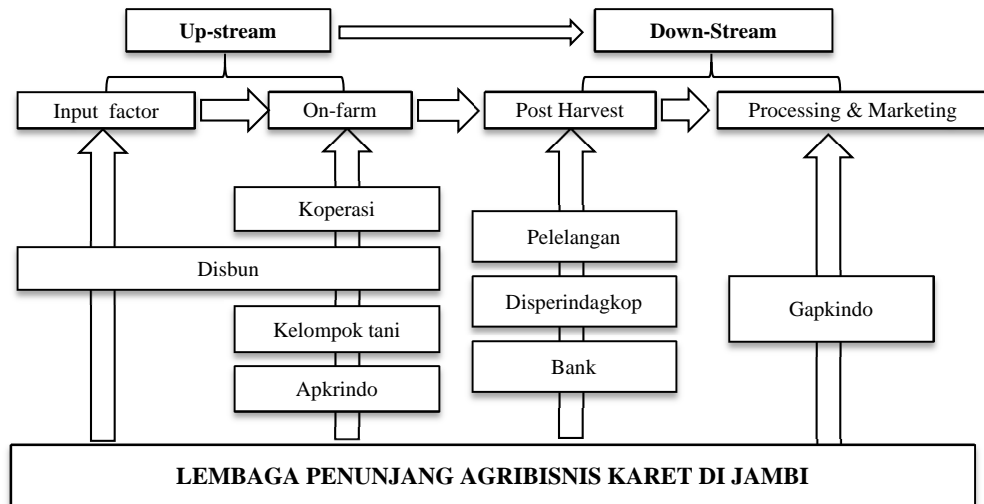 Up-stream
Down-Stream
Input factor
On-farm
Post Harvest
Processing & Marketing
Koperasi
Pelelangan
Disbun
Disperindagkop
Gapkindo
Kelompok tani
Bank
Apkrindo
LEMBAGA PENUNJANG AGRIBISNIS KARET DI JAMBI